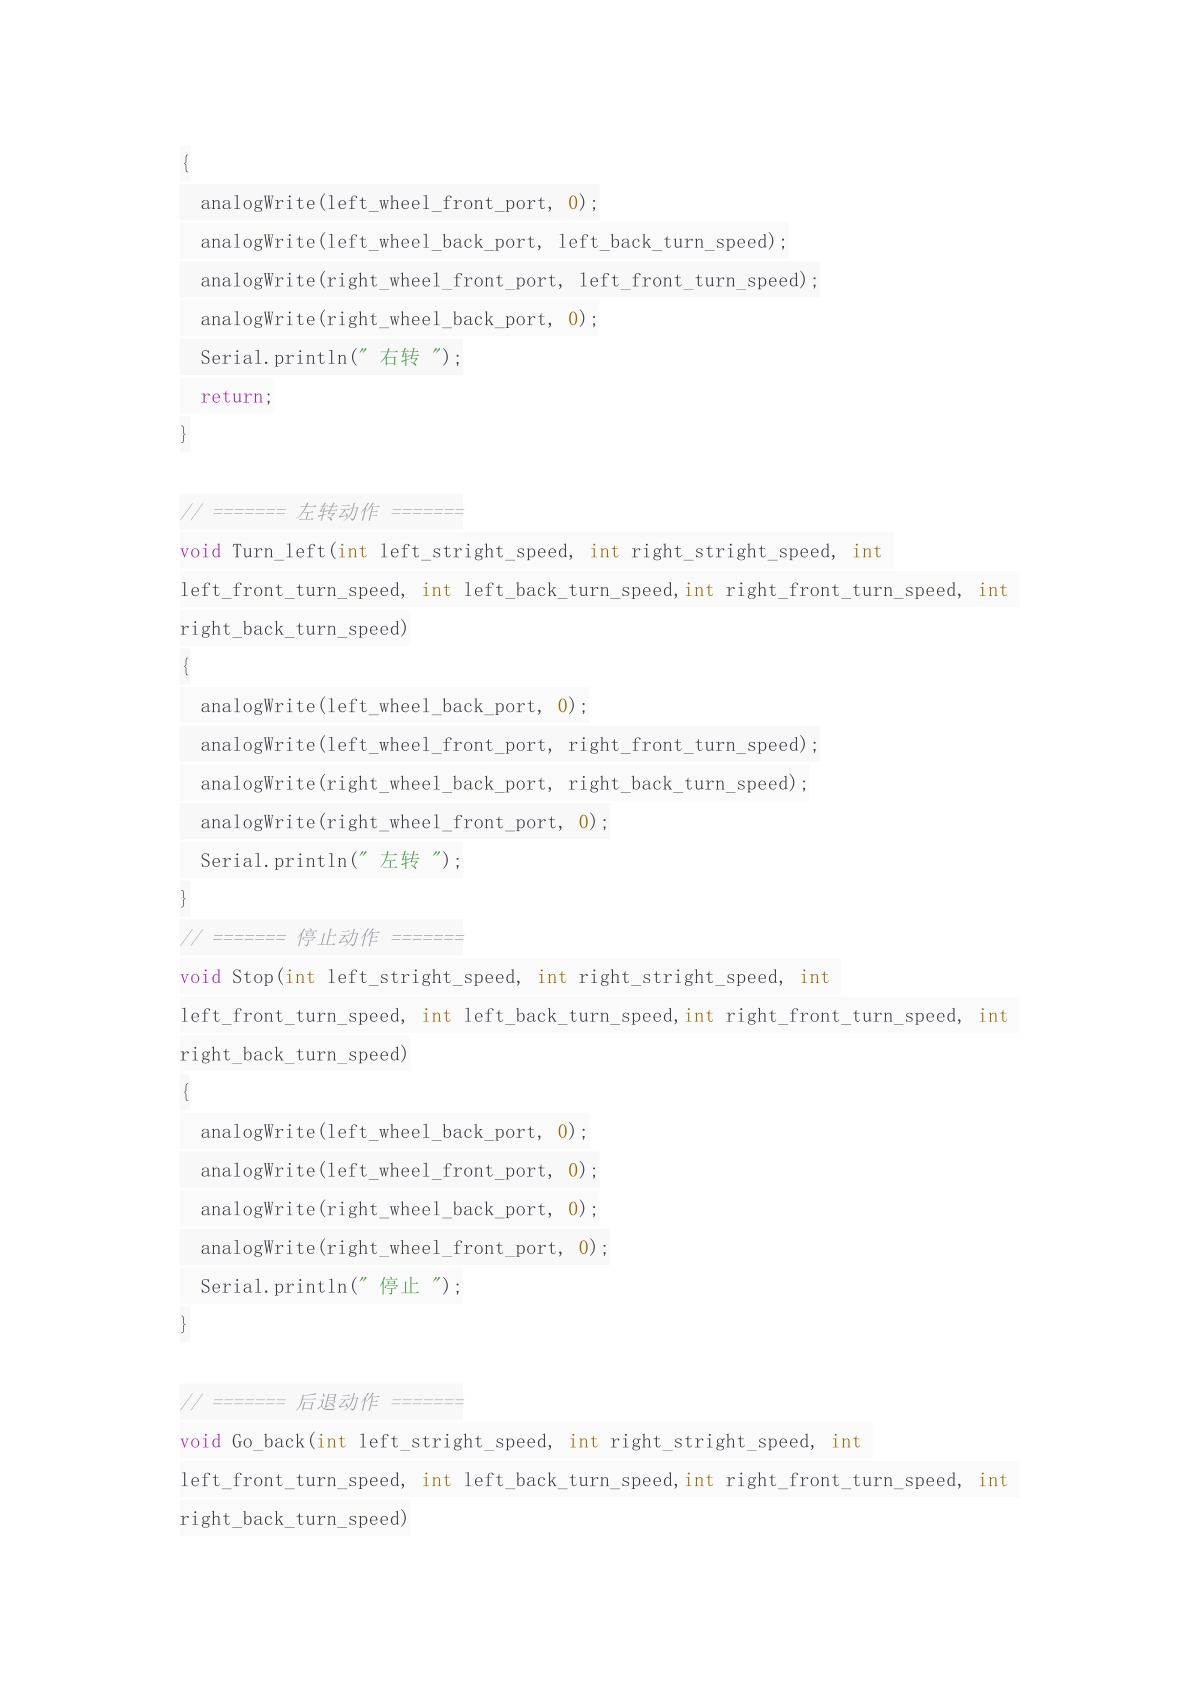 {
  analogWrite(left_wheel_front_port, 0);
  analogWrite(left_wheel_back_port, left_back_turn_speed);
  analogWrite(right_wheel_front_port, left_front_turn_speed);
  analogWrite(right_wheel_back_port, 0);
  Serial.println(" 右转 ");
  return;
}
// ======= 左转动作 =======
void Turn_left(int left_stright_speed, int right_stright_speed, int
left_front_turn_speed, int left_back_turn_speed,int right_front_turn_speed, int
right_back_turn_speed)
{
  analogWrite(left_wheel_back_port, 0);
  analogWrite(left_wheel_front_port, right_front_turn_speed);
  analogWrite(right_wheel_back_port, right_back_turn_speed);
  analogWrite(right_wheel_front_port, 0);
  Serial.println(" 左转 ");
}
// ======= 停止动作 =======
void Stop(int left_stright_speed, int right_stright_speed, int
left_front_turn_speed, int left_back_turn_speed,int right_front_turn_speed, int
right_back_turn_speed)
{
  analogWrite(left_wheel_back_port, 0);
  analogWrite(left_wheel_front_port, 0);
  analogWrite(right_wheel_back_port, 0);
  analogWrite(right_wheel_front_port, 0);
  Serial.println(" 停止 ");
}
// ======= 后退动作 =======
void Go_back(int left_stright_speed, int right_stright_speed, int
left_front_turn_speed, int left_back_turn_speed,int right_front_turn_speed, int
right_back_turn_speed)